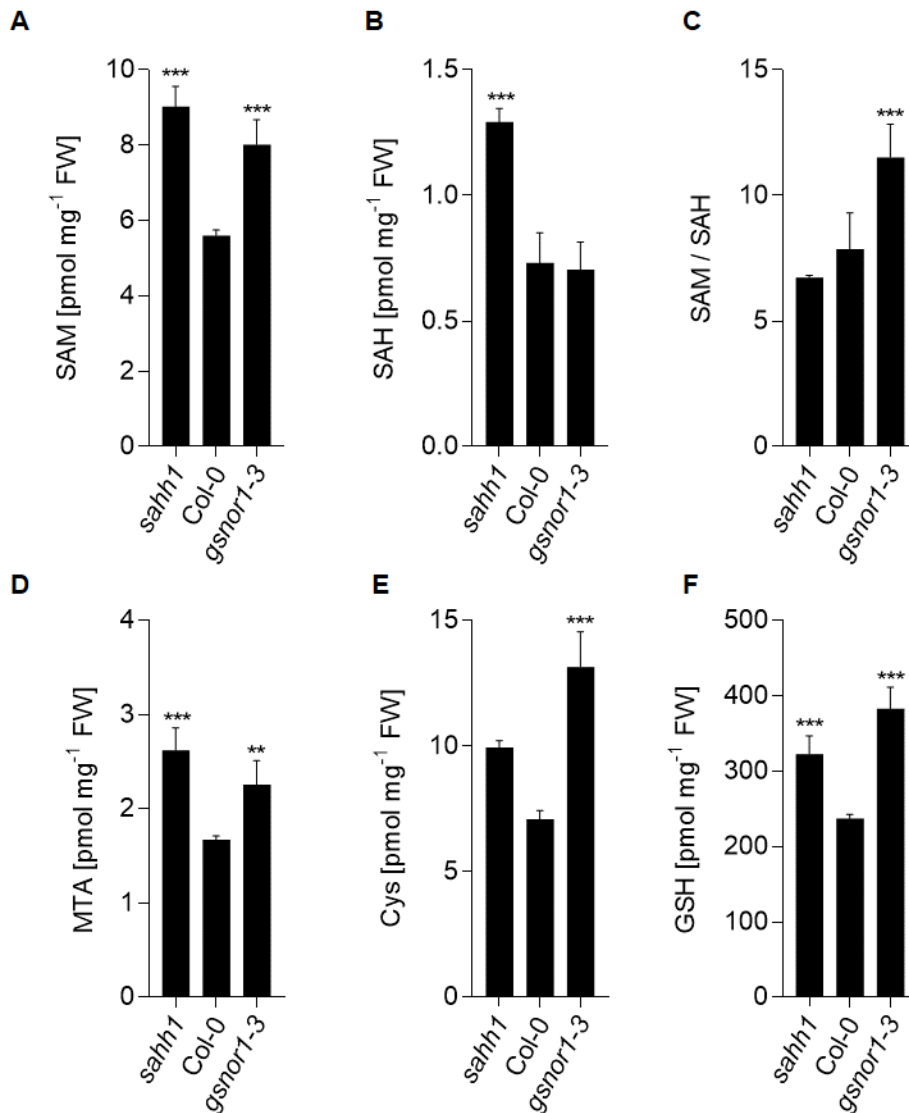 A
SAM [pmol mg⁻¹ FW]
10
8
6
4
2
0
***
***
sahh1
Col-0
gsnor1-3
B
SAH [pmol mg⁻¹ FW]
1.5
1.0
0.5
0.0
***
sahh1
Col-0
gsnor1-3
C
SAM / SAH
15
10
5
0
***
sahh1
Col-0
gsnor1-3
D
MTA [pmol mg⁻¹ FW]
4
3
2
1
0
***
**
sahh1
Col-0
gsnor1-3
E
Cys [pmol mg⁻¹ FW]
15
10
5
0
***
sahh1
Col-0
gsnor1-3
F
GSH [pmol mg⁻¹ FW]
500
400
300
200
100
0
***
***
sahh1
Col-0
gsnor1-3